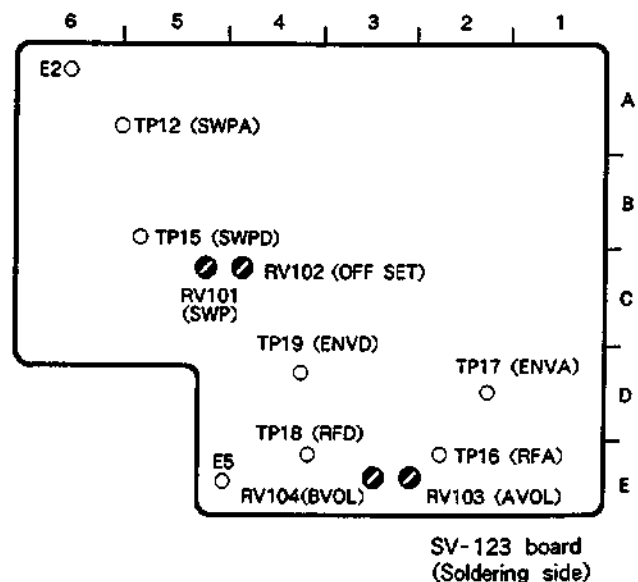 6 5 4 3 2 1
E2
A
TP12 (SWPA)
B
TP15 (SWPD)
RV102 (OFF SET)
RV101
(SWP)
C
TP19 (ENVD)
TP17 (ENVA)
D
TP18 (RFD)
E5
TP16 (RFA)
RV104(BVOL)
RV103 (AVOL)
E
SV-123 board
(Soldering side)